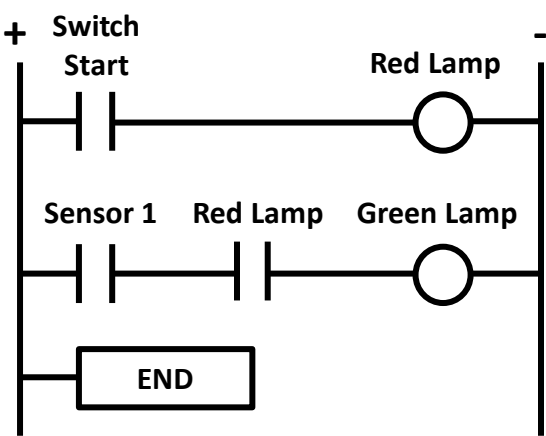 + Switch -
Start Red Lamp
Sensor 1 Red Lamp Green Lamp
END